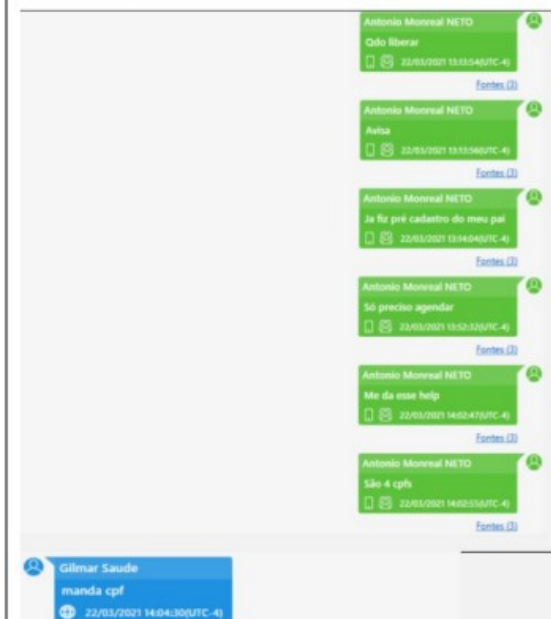 Antonio Monreal NETO
Qdo liberar
22/03/2021 13:13:54(UTC-4)
Fontes (3)
Antonio Monreal NETO
Avisa
22/03/2021 13:13:56(UTC-4)
Fontes (3)
Antonio Monreal NETO
Ja fiz pré cadastro do meu pai
22/03/2021 13:14:04(UTC-4)
Fontes (3)
Antonio Monreal NETO
Só preciso agendar
22/03/2021 13:52:32(UTC-4)
Fontes (3)
Antonio Monreal NETO
Me da esse help
22/03/2021 14:02:47(UTC-4)
Fontes (3)
Antonio Monreal NETO
São 4 cpfs
22/03/2021 14:02:55(UTC-4)
Fontes (3)
Gilmar Saude
manda cpf
22/03/2021 14:04:30(UTC-4)